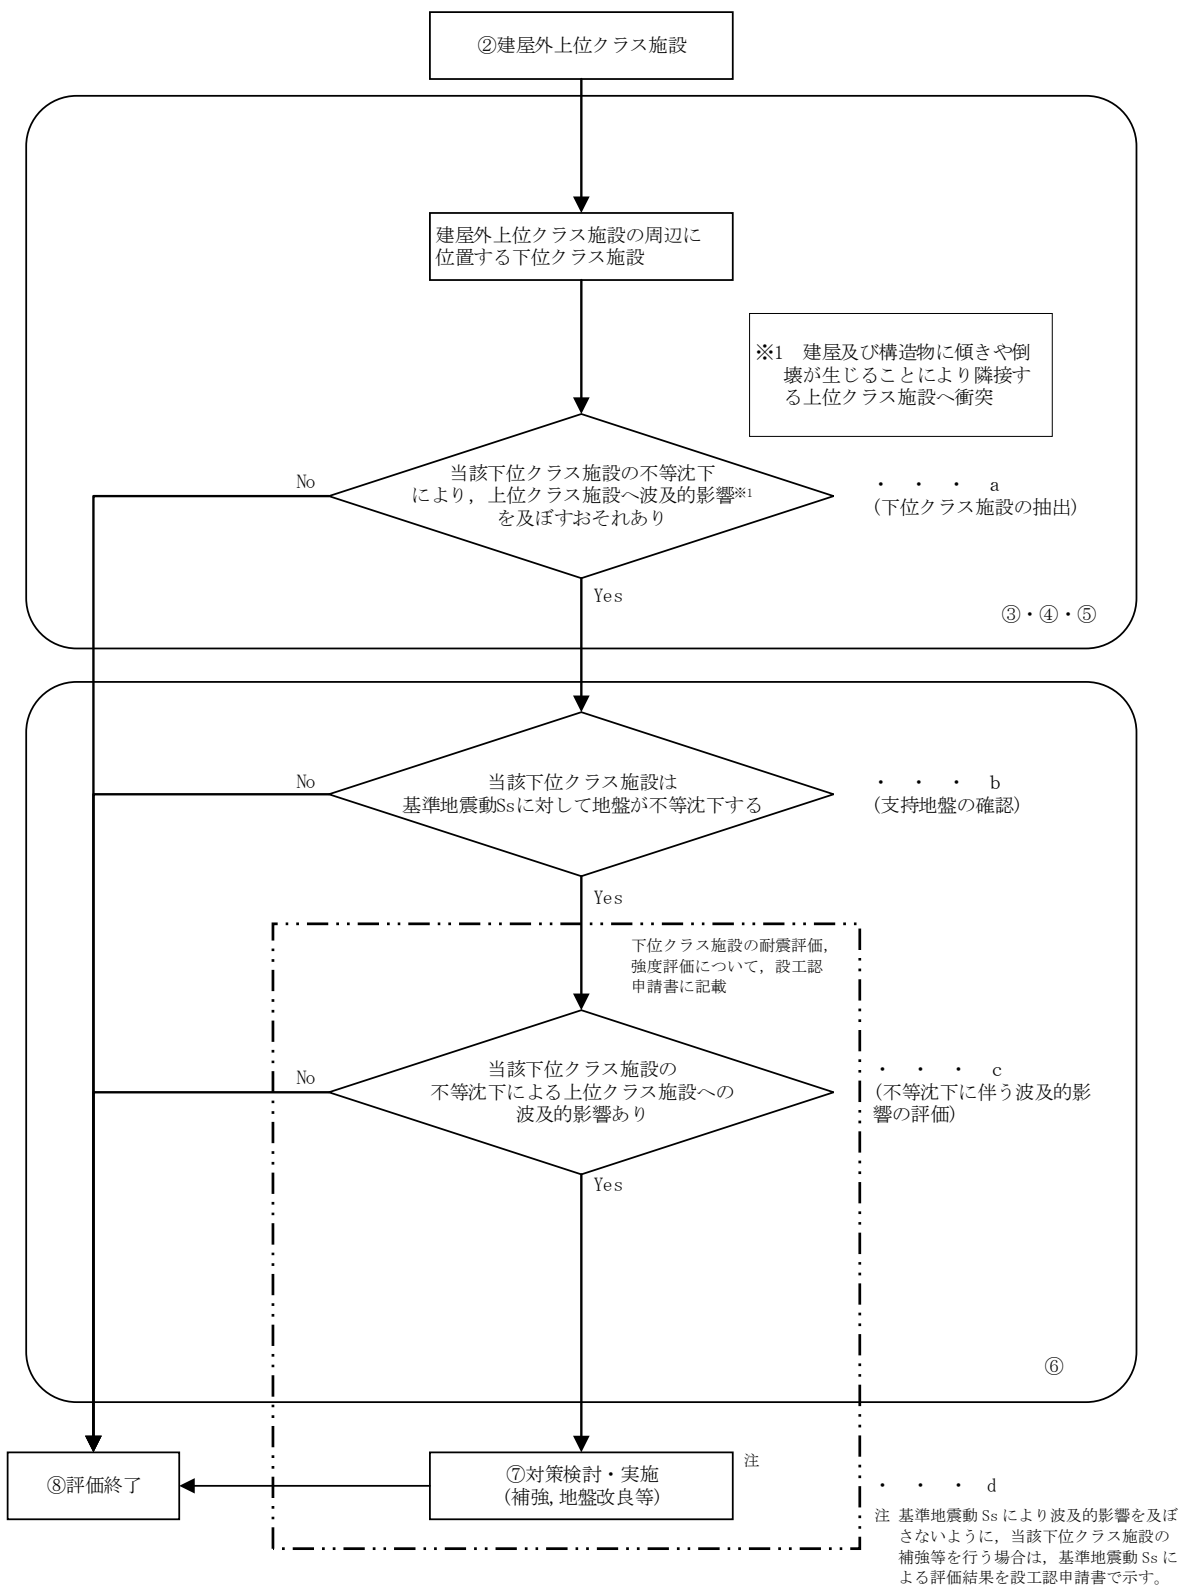 ②建屋外上位クラス施設
建屋外上位クラス施設の周辺に
位置する下位クラス施設
※1　建屋及び構造物に傾きや倒
壊が生じることにより隣接す
る上位クラス施設へ衝突
当該下位クラス施設の不等沈下
により，上位クラス施設へ波及的影響※1
を及ぼすおそれあり
No
・　・　・　a
(下位クラス施設の抽出)
Yes
③・④・⑤
当該下位クラス施設は
基準地震動Ssに対して地盤が不等沈下する
No
・　・　・　b
(支持地盤の確認)
Yes
下位クラス施設の耐震評価，
強度評価について，設工認
申請書に記載
当該下位クラス施設の
不等沈下による上位クラス施設への
波及的影響あり
No
・　・　・　c
(不等沈下に伴う波及的影
響の評価)
Yes
⑥
⑧評価終了
⑦対策検討・実施
(補強,地盤改良等)
注
・　・　・　d
注 基準地震動 Ss により波及的影響を及ぼ
さないように，当該下位クラス施設の
補強等を行う場合は，基準地震動 Ss に
よる評価結果を設工認申請書で示す。